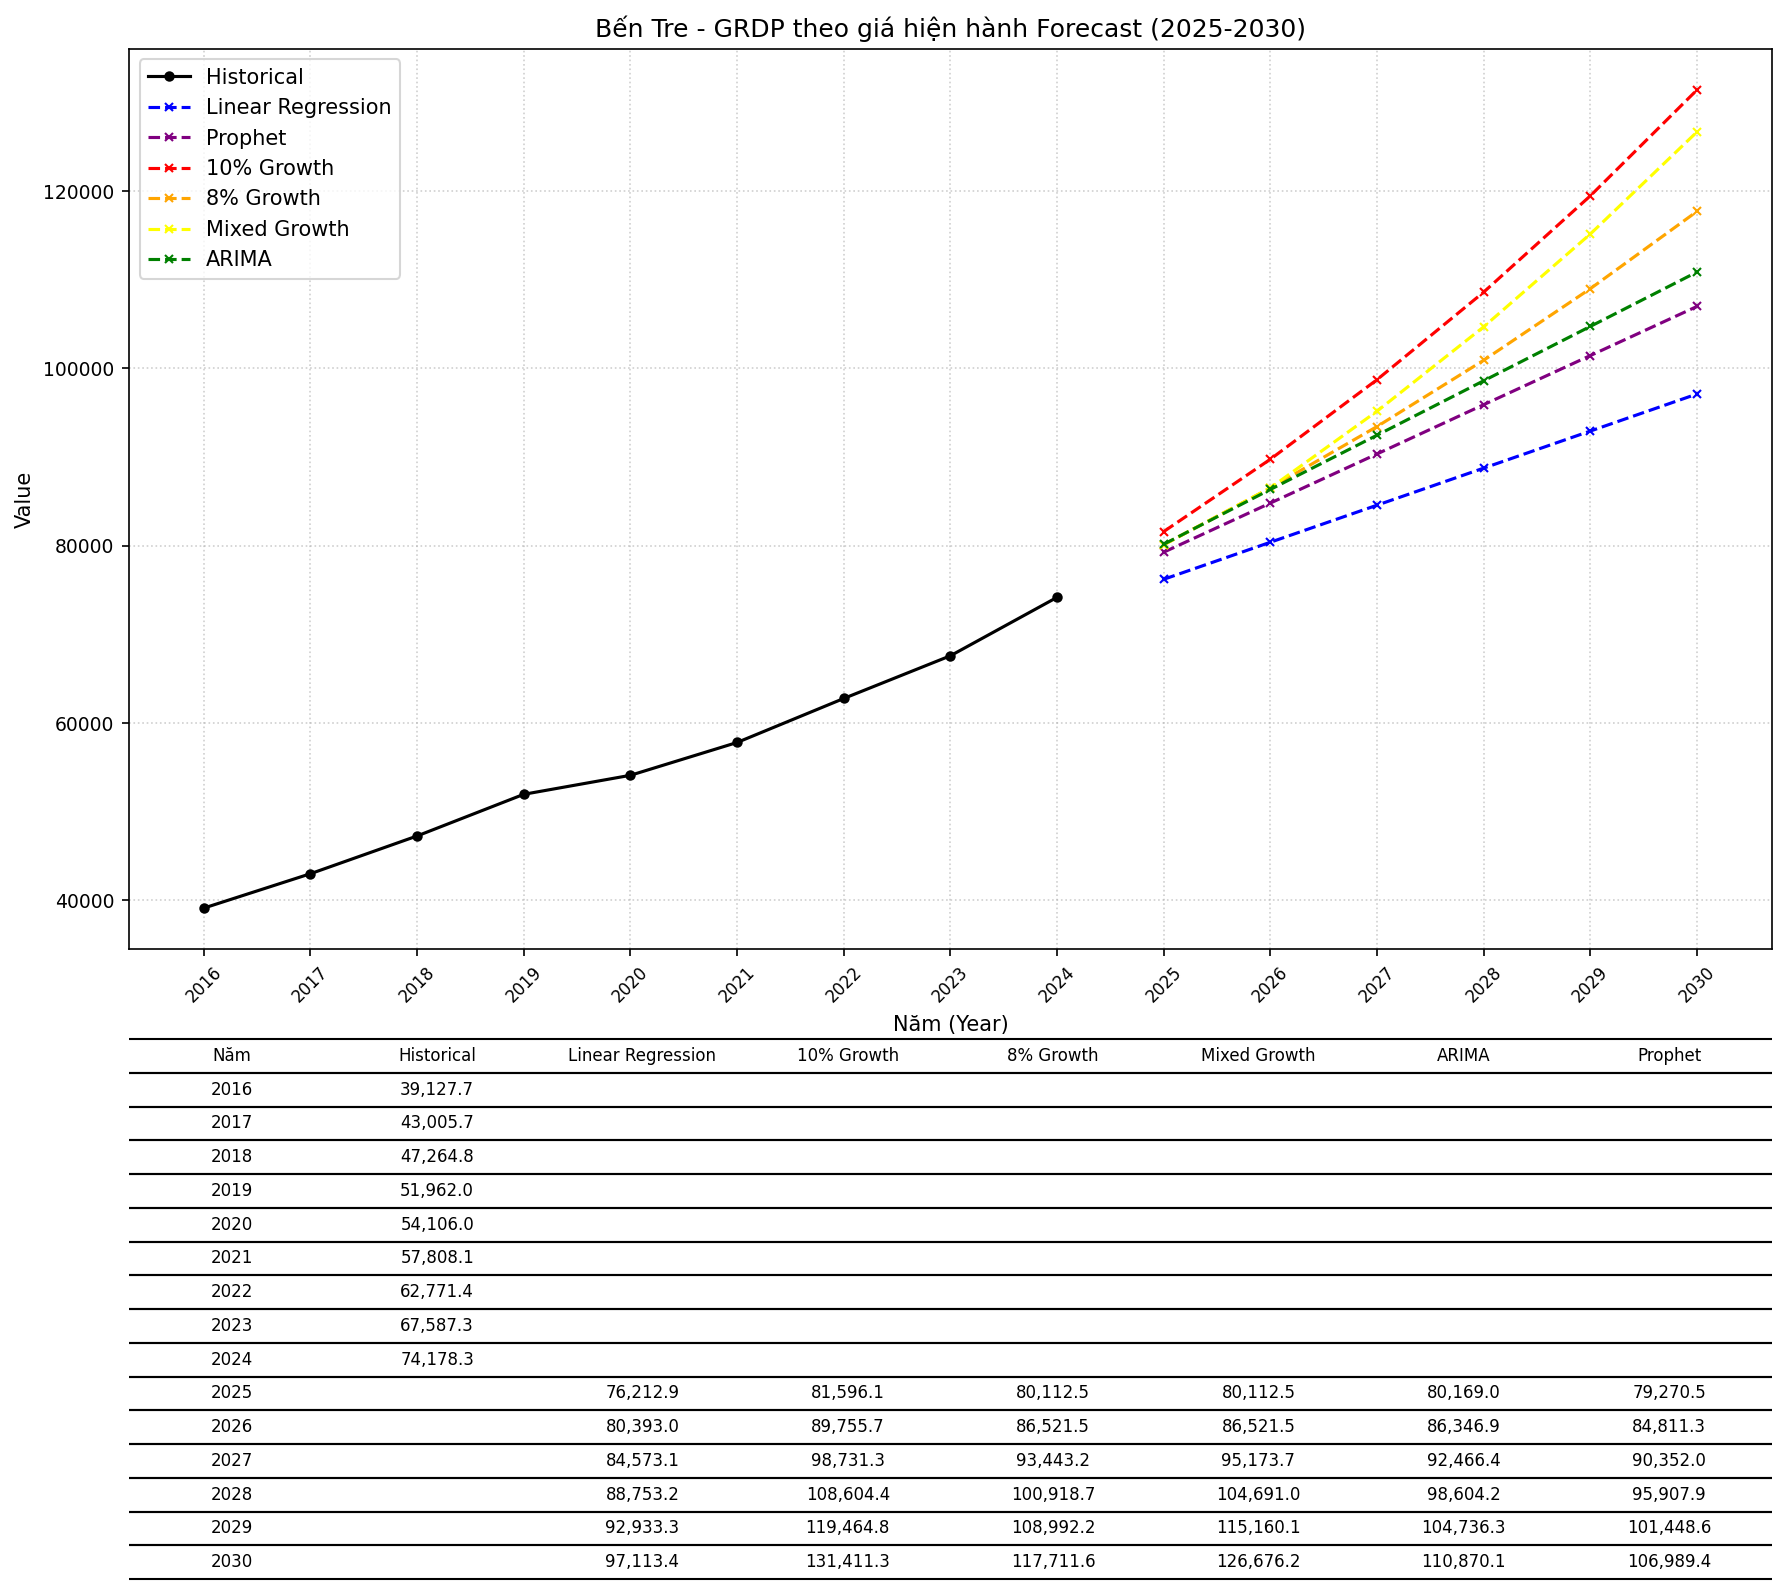 Bến Tre - GRDP theo giá hiện hành Forecast (2025-2030)
Historical
Linear Regression
Prophet
10% Growth
8% Growth
Mixed Growth
ARIMA
Value
120000
100000
80000
60000
40000
2016 2017 2018 2019 2020 2021 2022 2023 2024 2025 2026 2027 2028 2029 2030
Năm (Year)
Năm Historical Linear Regression 10% Growth 8% Growth Mixed Growth ARIMA Prophet
2016 39,127.7
2017 43,005.7
2018 47,264.8
2019 51,962.0
2020 54,106.0
2021 57,808.1
2022 62,771.4
2023 67,587.3
2024 74,178.3
2025 76,212.9 81,596.1 80,112.5 80,112.5 80,169.0 79,270.5
2026 80,393.0 89,755.7 86,521.5 86,521.5 86,346.9 84,811.3
2027 84,573.1 98,731.3 93,443.2 95,173.7 92,466.4 90,352.0
2028 88,753.2 108,604.4 100,918.7 104,691.0 98,604.2 95,907.9
2029 92,933.3 119,464.8 108,992.2 115,160.1 104,736.3 101,448.6
2030 97,113.4 131,411.3 117,711.6 126,676.2 110,870.1 106,989.4